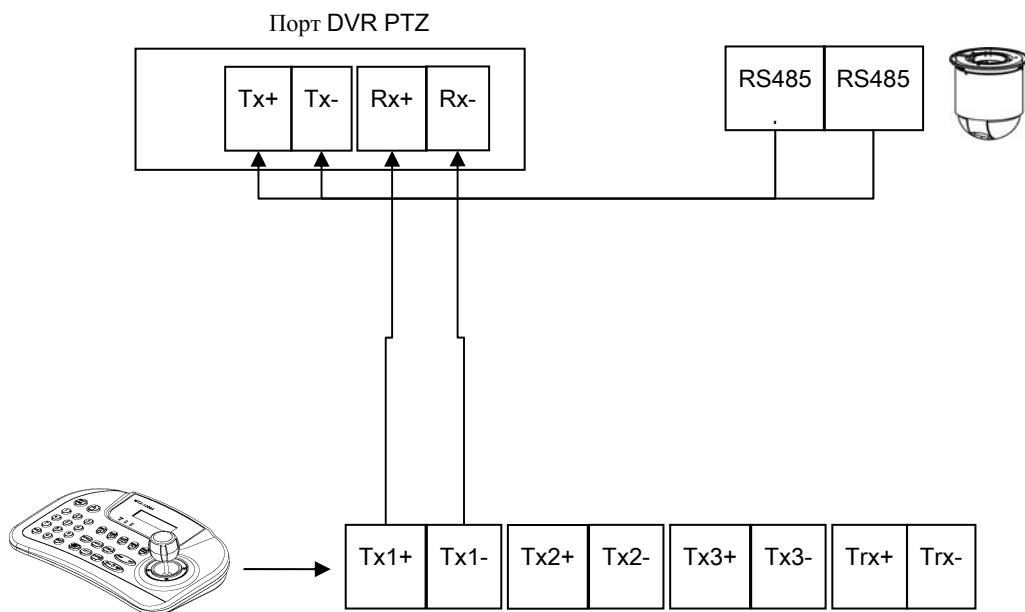 Порт DVR PTZ
Tx+ Tx- Rx+ Rx-
RS485 RS485
Tx1+ Tx1- Tx2+ Tx2- Tx3+ Tx3- Trx+ Trx-